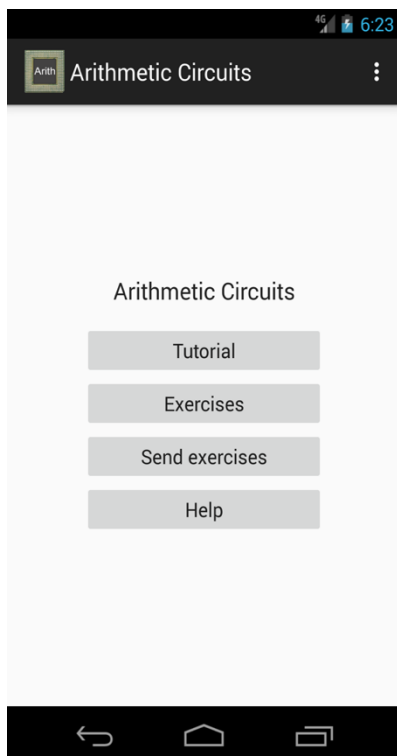 4G 6:23
Arith Arithmetic Circuits
Arithmetic Circuits
Tutorial
Exercises
Send exercises
Help